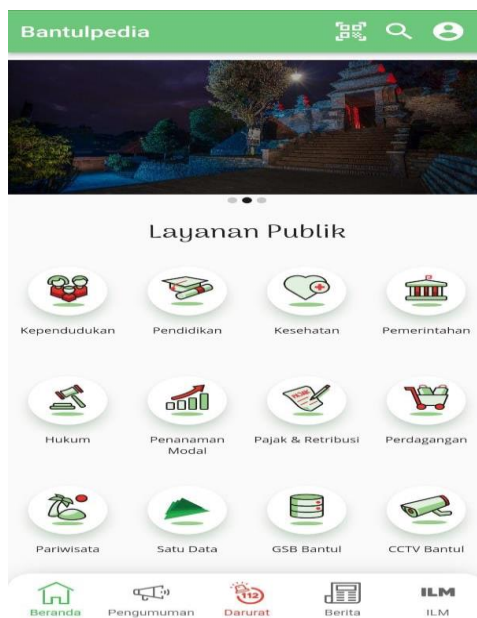 Bantulpedia
Layanan Publik
Kependudukan
Pendidikan
Kesehatan
Pemerintahan
Hukum
Penanaman
Modal
Pajak & Retribusi
Perdagangan
Pariwisata
Satu Data
GSB Bantul
CCTV Bantul
112
ILM
Beranda
Pengumuman
Darurat
Berita
ILM